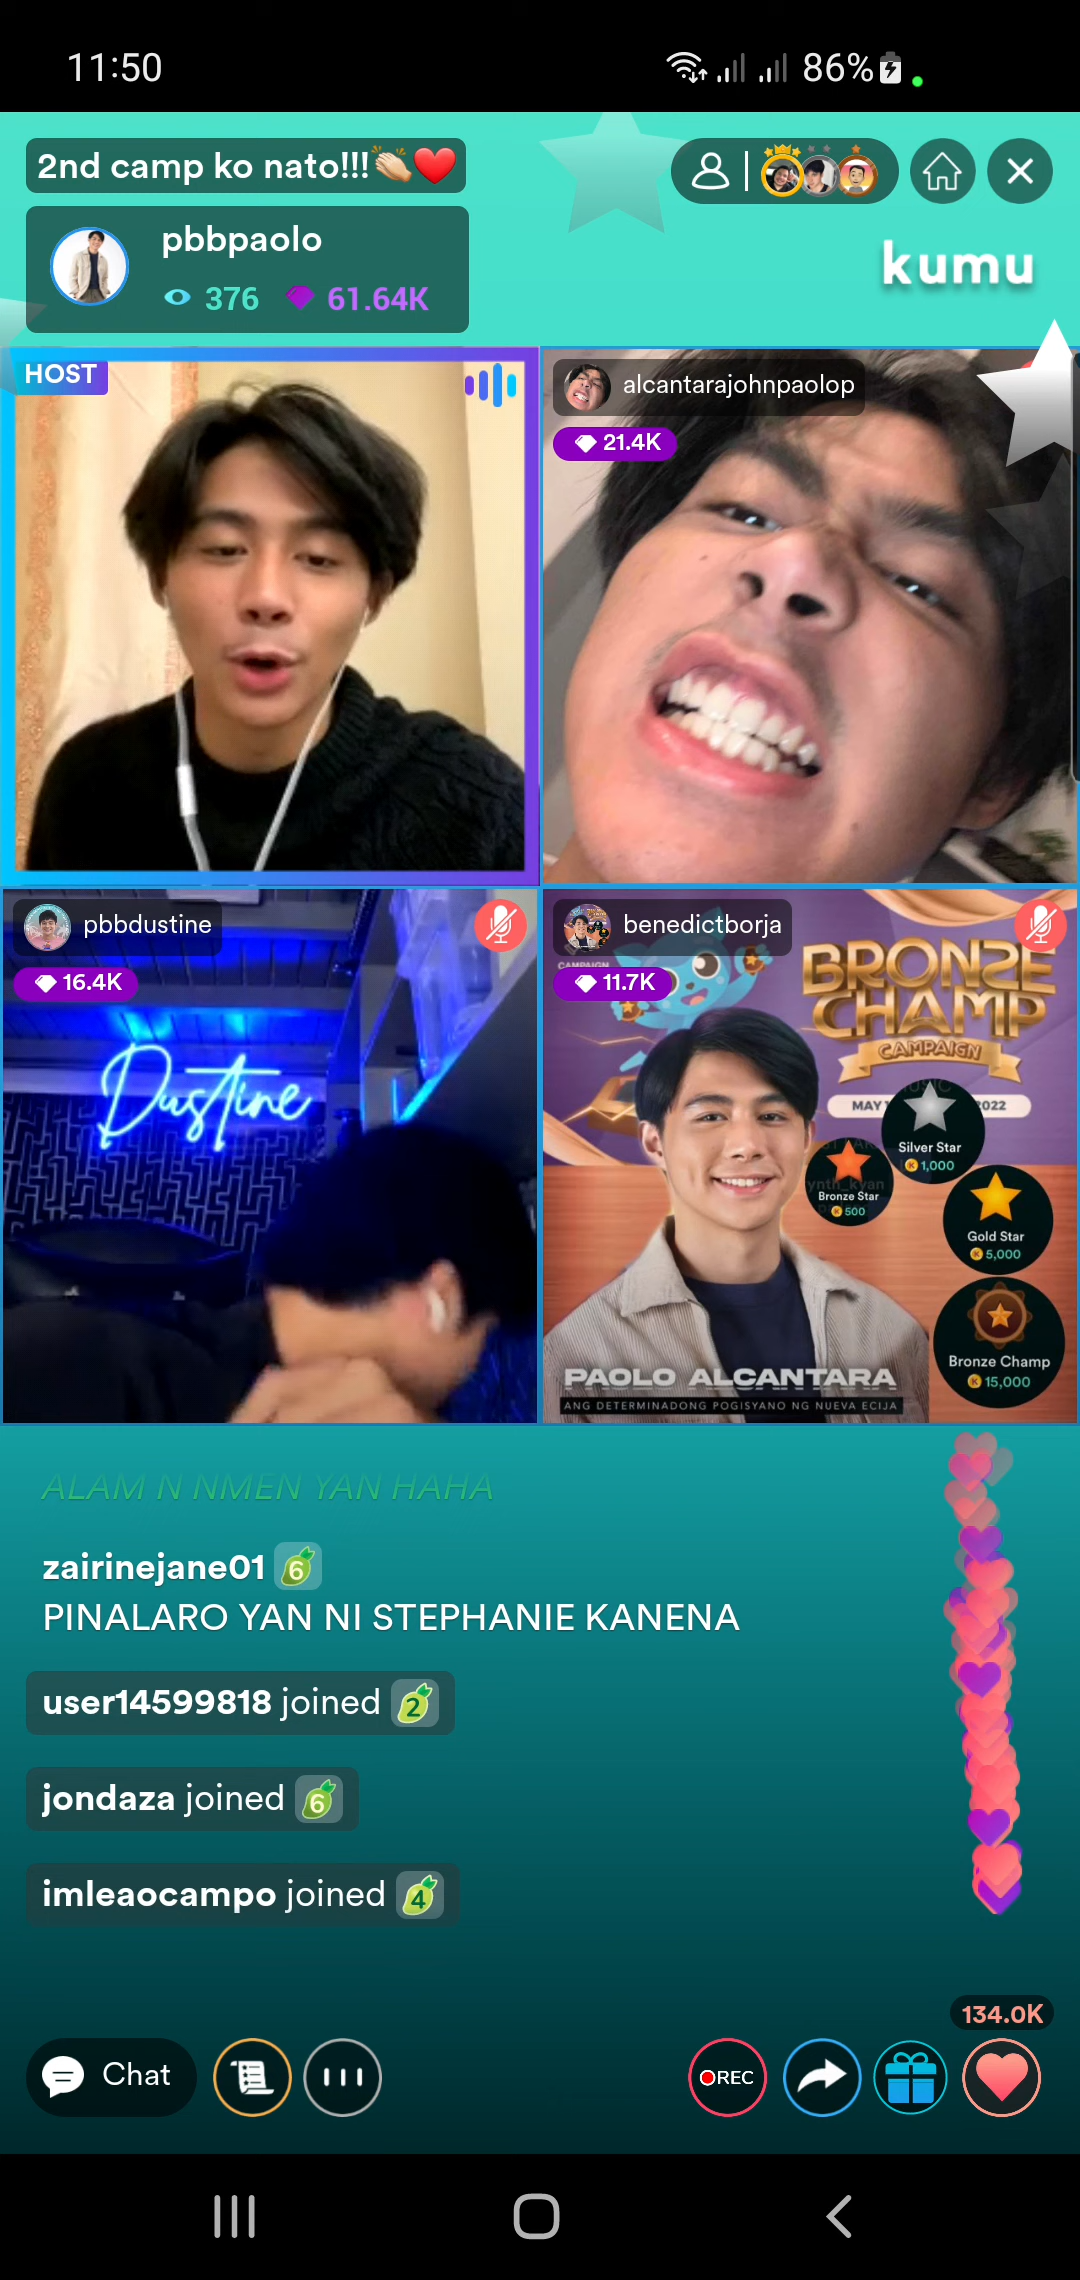 11:50
86%
2nd camp ko nato!!!👏🏻❤️
pbbpaolo
376 61.64K
kumu
HOST
alcantarajohnpaolop
21.4K
pbbdustine
16.4K
Dustine
benedictborja
11.7K
CAMPAIGN
BRONZE
CHAMP
CAMPAIGN
MAY 2022
Silver Star
1,000
Bronze Star
500
Gold Star
5,000
Bronze Champ
15,000
PAOLO ALCANTARA
ANG DETERMINADONG POGISYANO NG NUEVA ECIJA
ALAM N NMEN YAN HAHA
zairinejane01 6
PINALARO YAN NI STEPHANIE KANENA
user14599818 joined 2
jondaza joined 6
imleaocampo joined 4
134.0K
Chat
REC